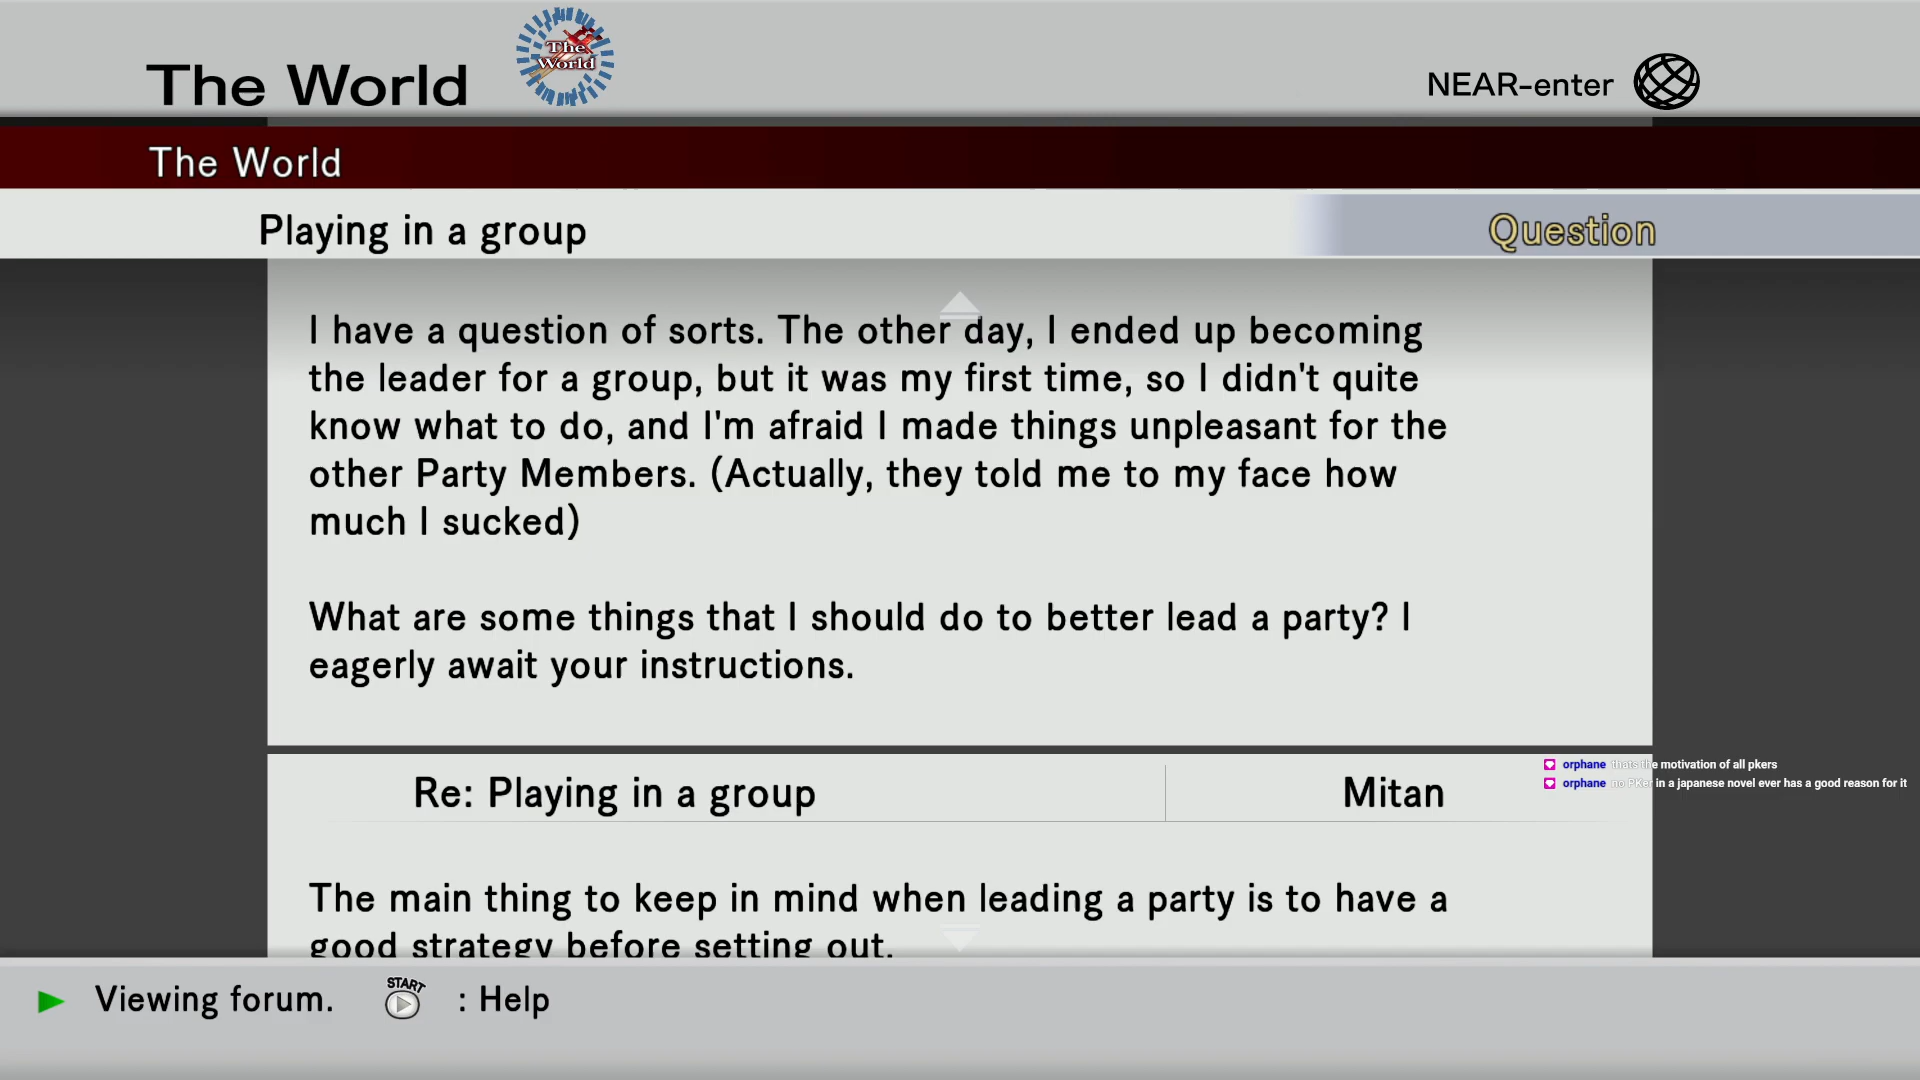 The World
The
World
NEAR-enter
The World
Playing in a group
Question
I have a question of sorts. The other day, I ended up becoming
the leader for a group, but it was my first time, so I didn't quite
know what to do, and I'm afraid I made things unpleasant for the
other Party Members. (Actually, they told me to my face how
much I sucked)
What are some things that I should do to better lead a party? I
eagerly await your instructions.
Re: Playing in a group
Mitan
orphane thats the motivation of all pkers
orphane no PKer in a japanese novel ever has a good reason for it
The main thing to keep in mind when leading a party is to have a
good strategy before setting out.
Viewing forum.
START
: Help